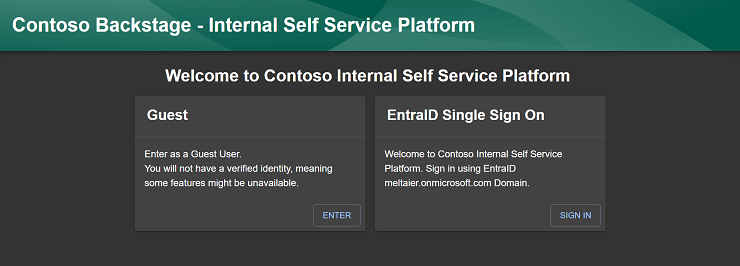 Contoso Backstage - Internal Self Service Platform
Welcome to Contoso Internal Self Service Platform
Guest
Enter as a Guest User.
You will not have a verified identity, meaning
some features might be unavailable.
ENTER
EntraID Single Sign On
Welcome to Contoso Internal Self Service
Platform. Sign in using EntraID
meltaier.onmicrosoft.com Domain.
SIGN IN